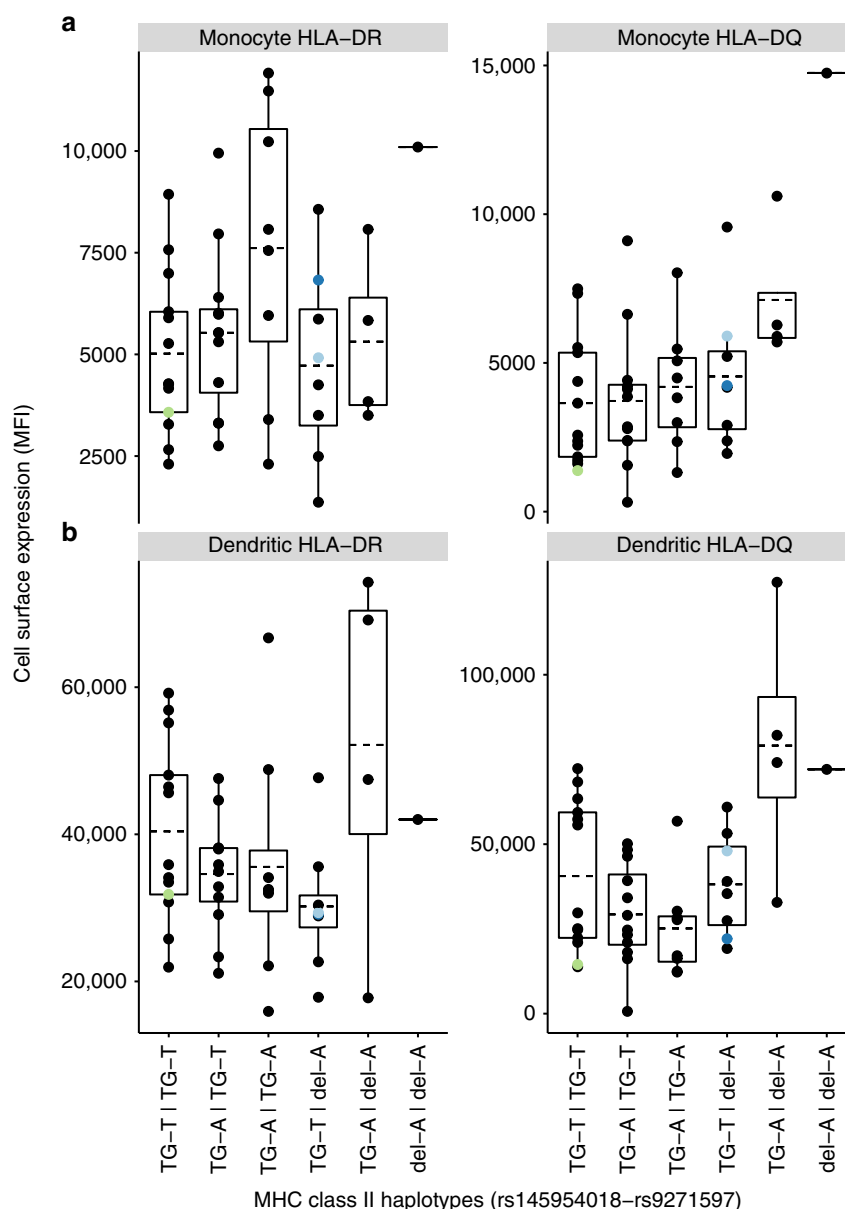 a
Monocyte HLA−DR
Monocyte HLA−DQ
10,000
7500
5000
2500
15,000
10,000
5000
0
Cell surface expression (MFI)
b
Dendritic HLA−DR
Dendritic HLA−DQ
60,000
40,000
20,000
100,000
50,000
0
TG−T | TG−T
TG−A | TG−T
TG−A | TG−A
TG−T | del−A
TG−A | del−A
del−A | del−A
TG−T | TG−T
TG−A | TG−T
TG−A | TG−A
TG−T | del−A
TG−A | del−A
del−A | del−A
MHC class II haplotypes (rs145954018−rs9271597)